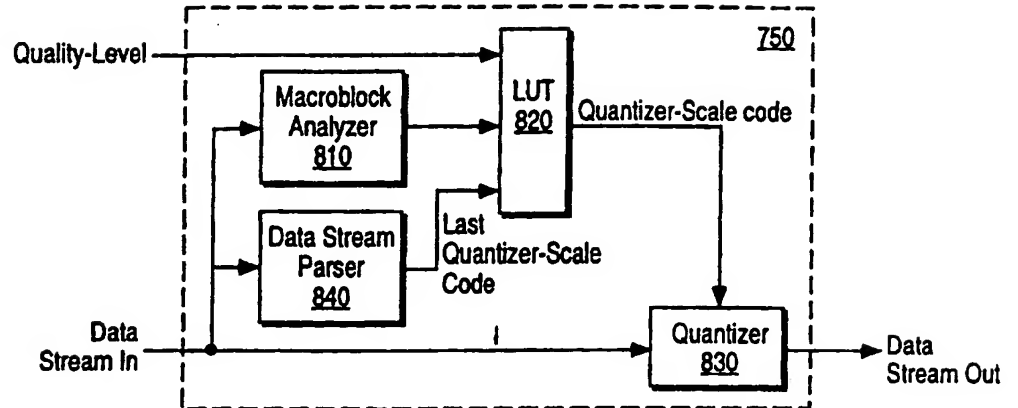 750
Quality-Level
LUT
820
Macroblock
Analyzer
810
Quantizer-Scale code
Data Stream
Parser
840
Last
Quantizer-Scale
Code
Data
Stream In
Quantizer
830
Data
Stream Out